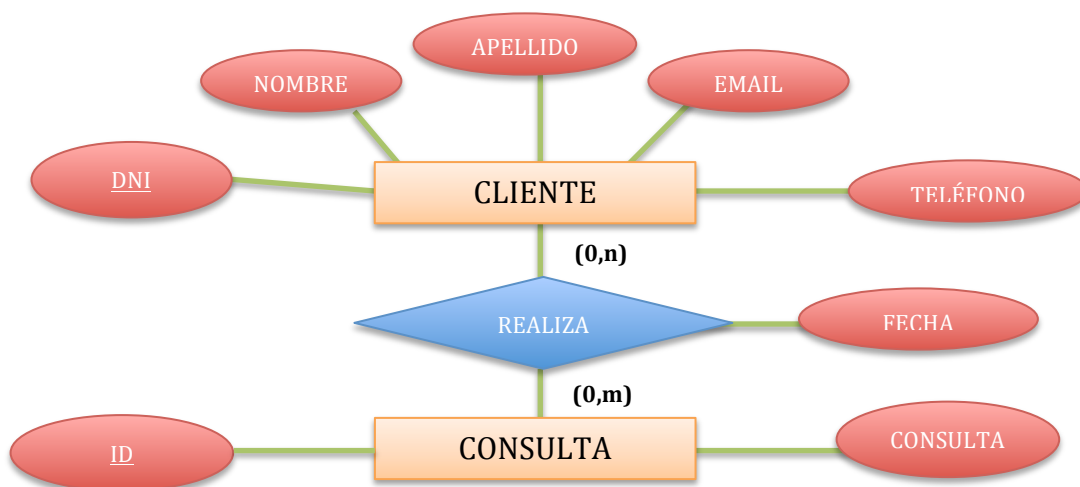 APELLIDO
NOMBRE
EMAIL
DNI
CLIENTE
TELÉFONO
(0,n)
REALIZA
FECHA
(0,m)
ID
CONSULTA
CONSULTA